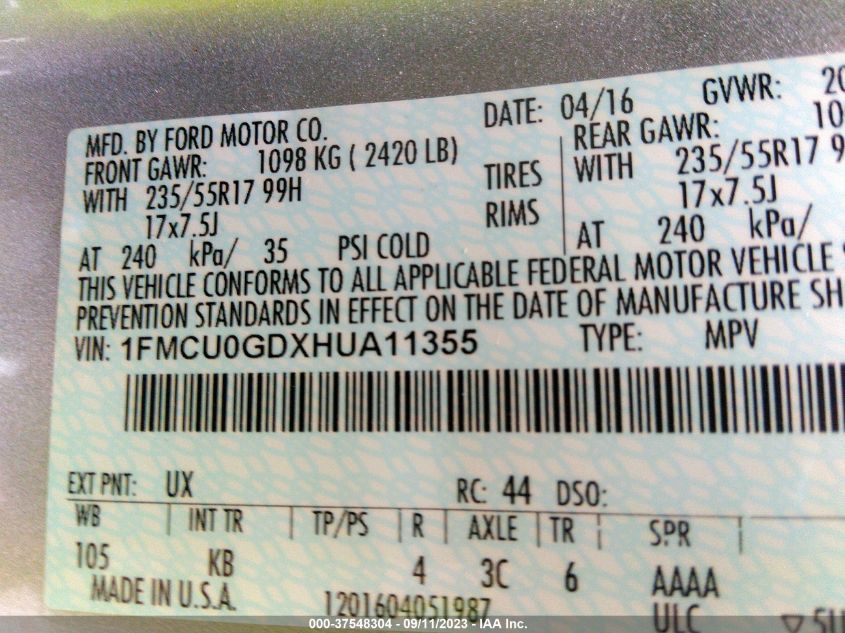 DATE: 04/16 GVWR: 20
MFD. BY FORD MOTOR CO.
FRONT GAWR: 1098 KG ( 2420 LB) REAR GAWR: 10
WITH 235/55R17 99H TIRES WITH 235/55R17 9
17x7.5J RIMS 17x7.5J
AT 240 kPa/ 35 PSI COLD AT 240 kPa/
THIS VEHICLE CONFORMS TO ALL APPLICABLE FEDERAL MOTOR VEHICLE
PREVENTION STANDARDS IN EFFECT ON THE DATE OF MANUFACTURE SH
VIN: 1FMCU0GDXHUA11355 TYPE: MPV
EXT PNT: UX RC: 44 DSO:
WB INT TR TP/PS R AXLE TR SPR
105 KB 4 3C 6 AAAA
MADE IN U.S.A. 1201604051987 ULC
000-37548304 - 09/11/2023 - IAA Inc.